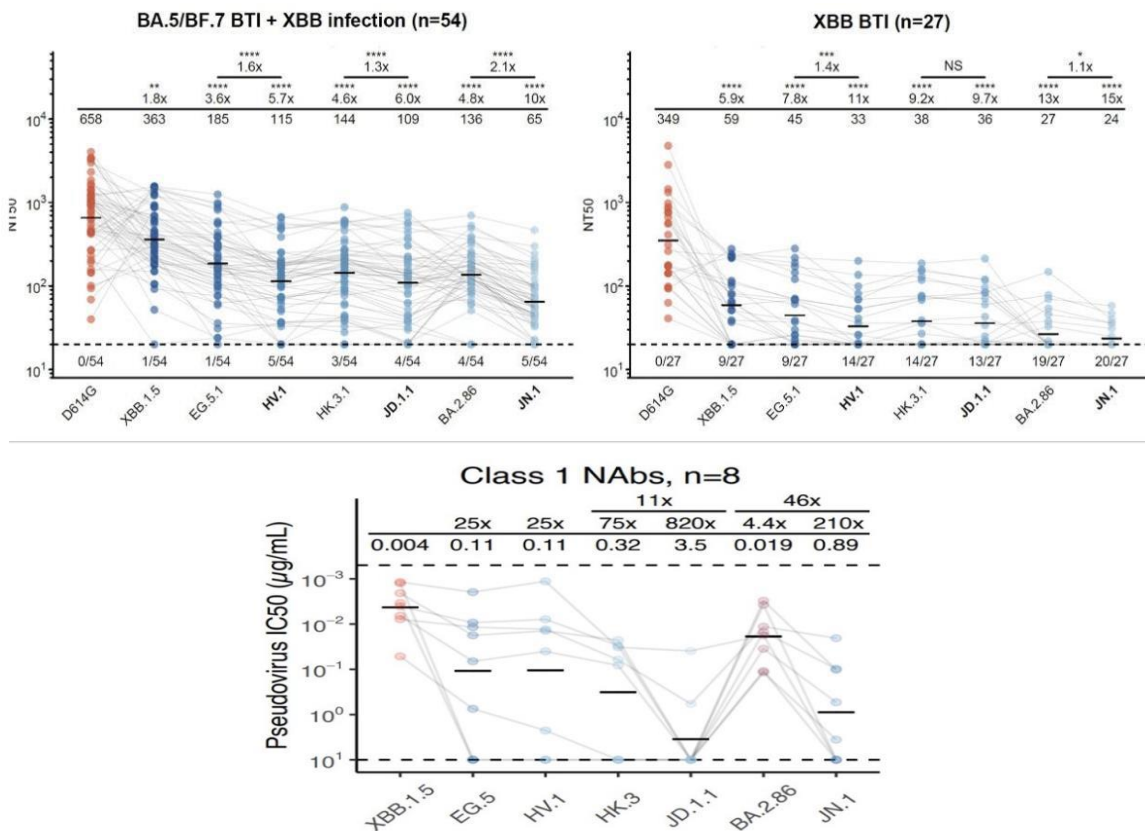 BA.5/BF.7 BTI + XBB infection (n=54)
**** **** ****
1.6x 1.3x 2.1x
** **** **** **** **** **** ****
1.8x 3.6x 5.7x 4.6x 6.0x 4.8x 10x
658 363 185 115 144 109 136 65
NT50
10^4
10^3
10^2
10^1
0/54 1/54 1/54 5/54 3/54 4/54 4/54 5/54
D614G XBB.1.5 EG.5.1 HV.1 HK.3.1 JD.1.1 BA.2.86 JN.1
XBB BTI (n=27)
*** NS *
1.4x 1.1x
**** **** **** **** **** **** ****
5.9x 7.8x 11x 9.2x 9.7x 13x 15x
349 59 45 33 38 36 27 24
NT50
10^4
10^3
10^2
10^1
0/27 9/27 9/27 14/27 14/27 13/27 19/27 20/27
D614G XBB.1.5 EG.5.1 HV.1 HK.3.1 JD.1.1 BA.2.86 JN.1
Class 1 NAbs, n=8
11x 46x
25x 25x 75x 820x 4.4x 210x
0.004 0.11 0.11 0.32 3.5 0.019 0.89
Pseudovirus IC50 (µg/mL)
10^-3
10^-2
10^-1
10^0
10^1
XBB.1.5 EG.5 HV.1 HK.3 JD.1.1 BA.2.86 JN.1